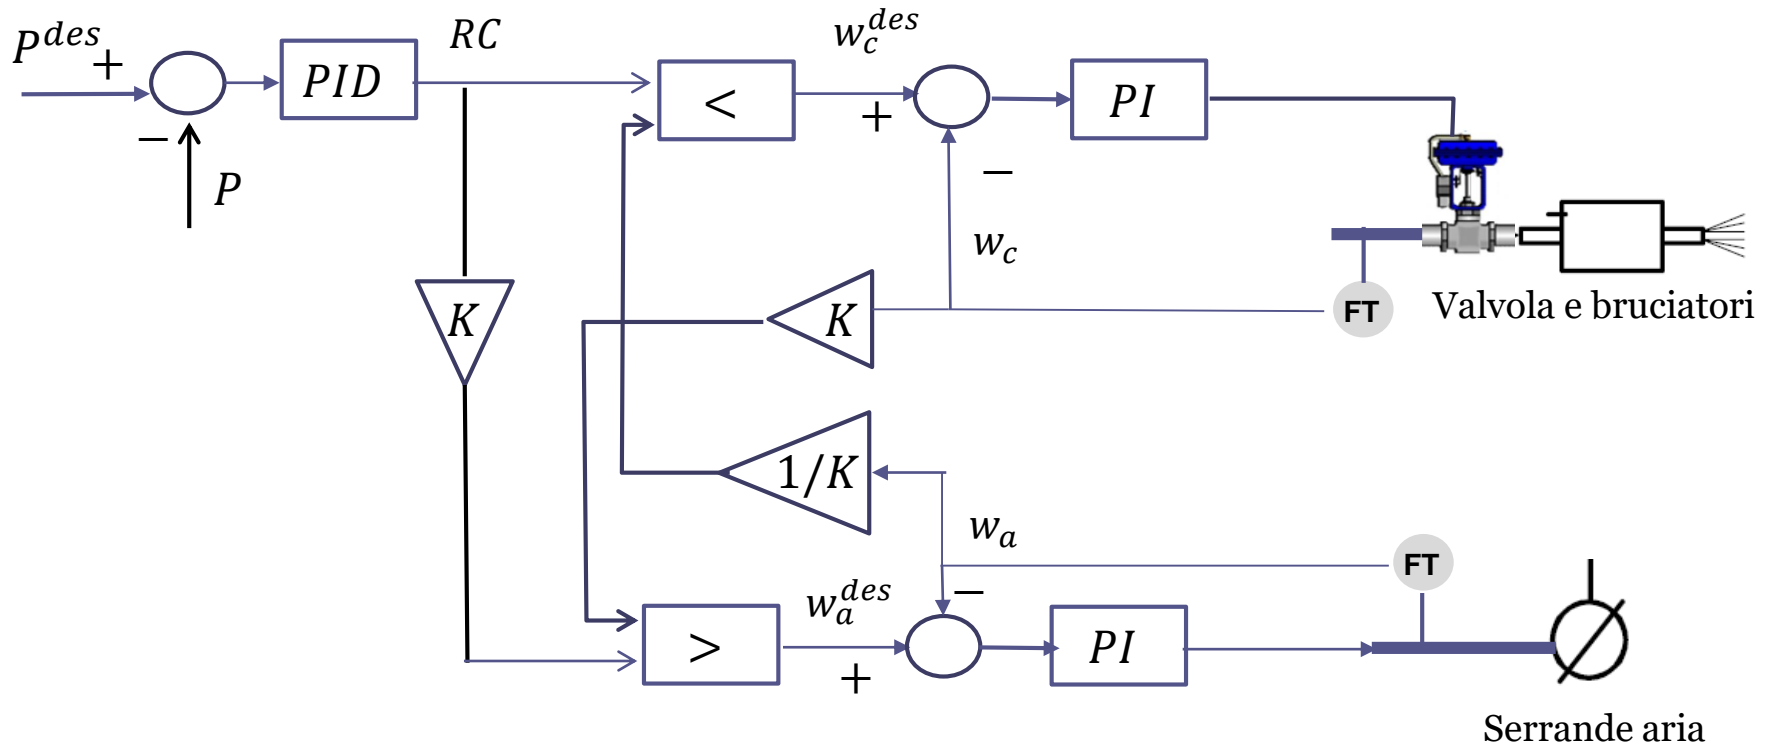 P^des
+
−
P
PID
RC
<
w_c^des
+
−
PI
w_c
K
K
FT
Valvola e bruciatori
1/K
w_a
FT
>
w_a^des
−
+
PI
Serrande aria